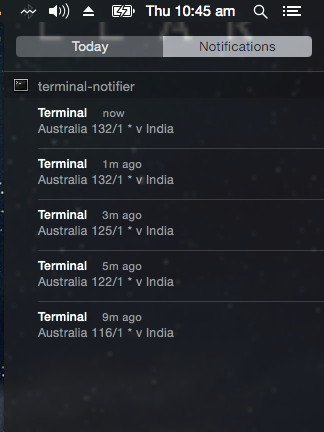 Thu 10:45 am
Today Notifications
terminal-notifier
Terminal now
Australia 132/1 * v India
Terminal 1m ago
Australia 132/1 * v India
Terminal 3m ago
Australia 125/1 * v India
Terminal 5m ago
Australia 122/1 * v India
Terminal 9m ago
Australia 116/1 * v India